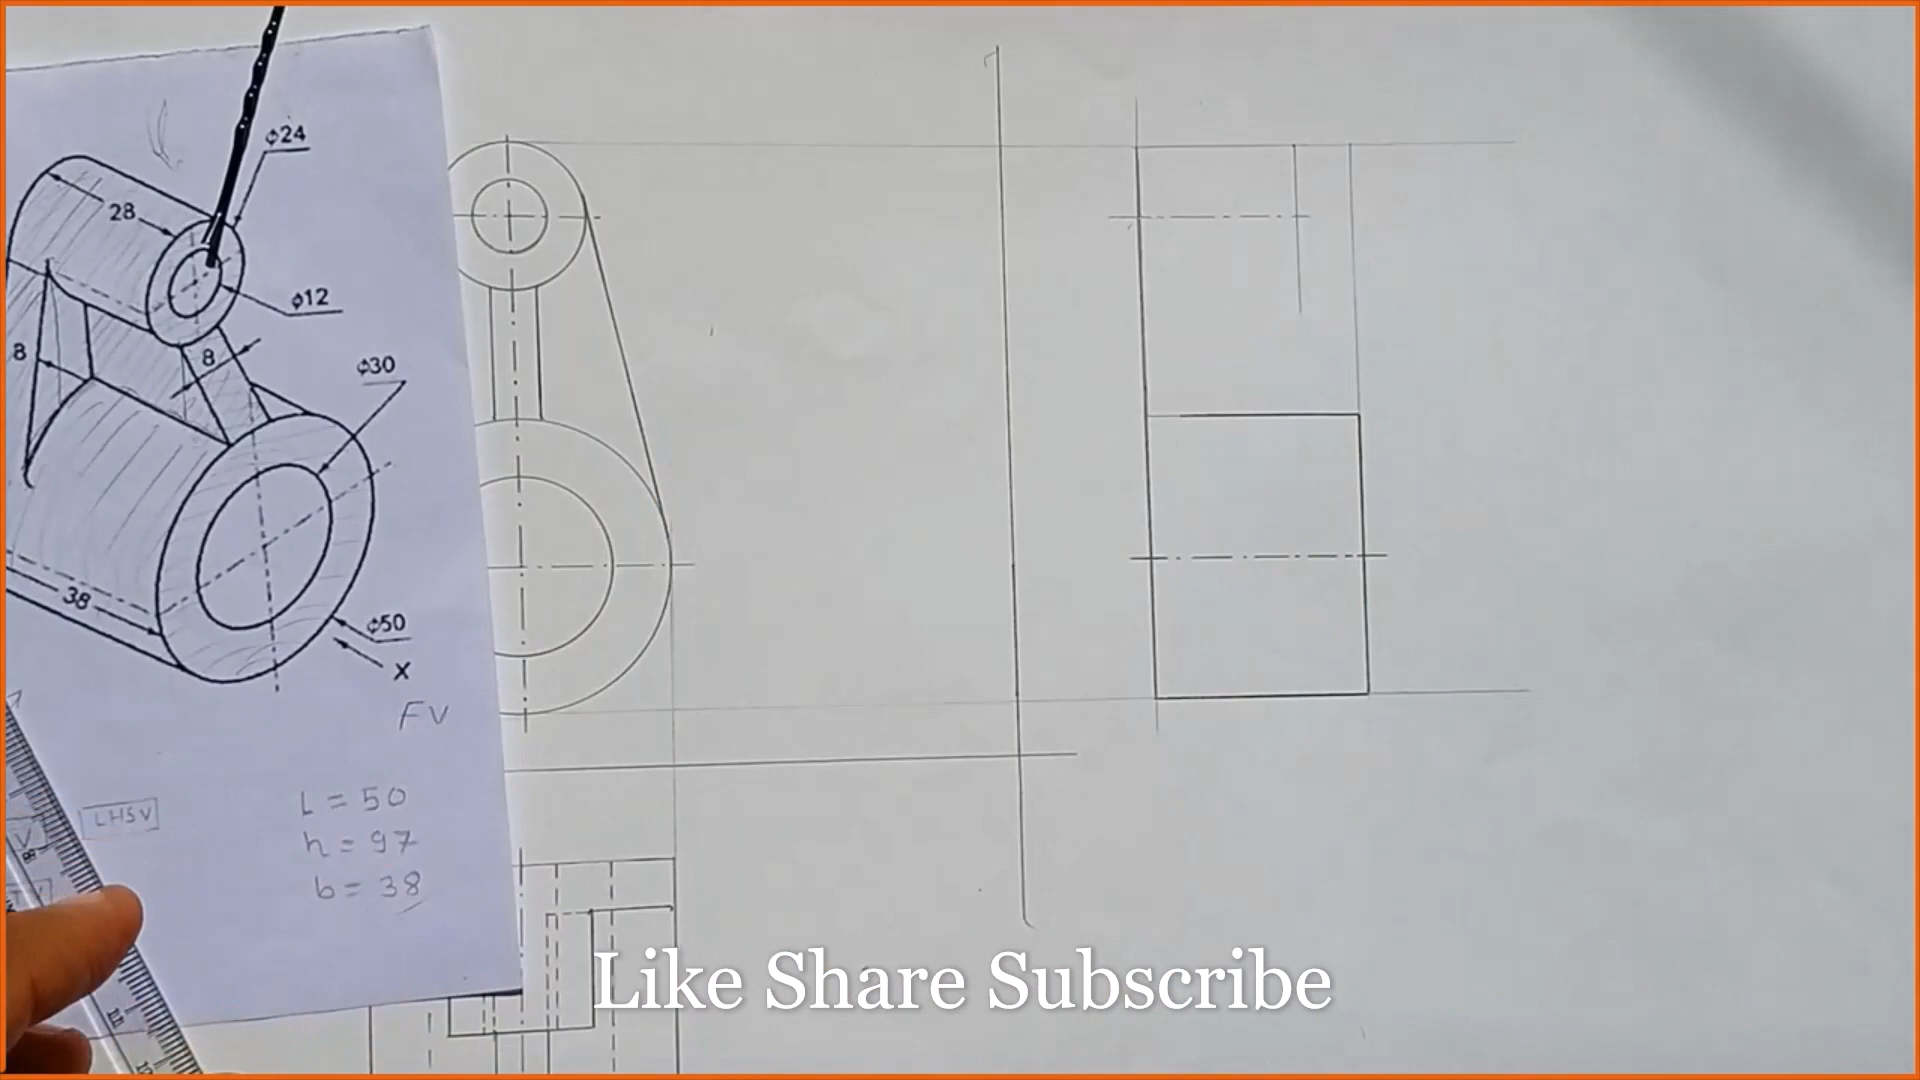 ϕ24
28
ϕ12
8
8
ϕ30
38
ϕ50
X
FV
L = 50
h = 97
b = 38
LHSV
V
Like Share Subscribe